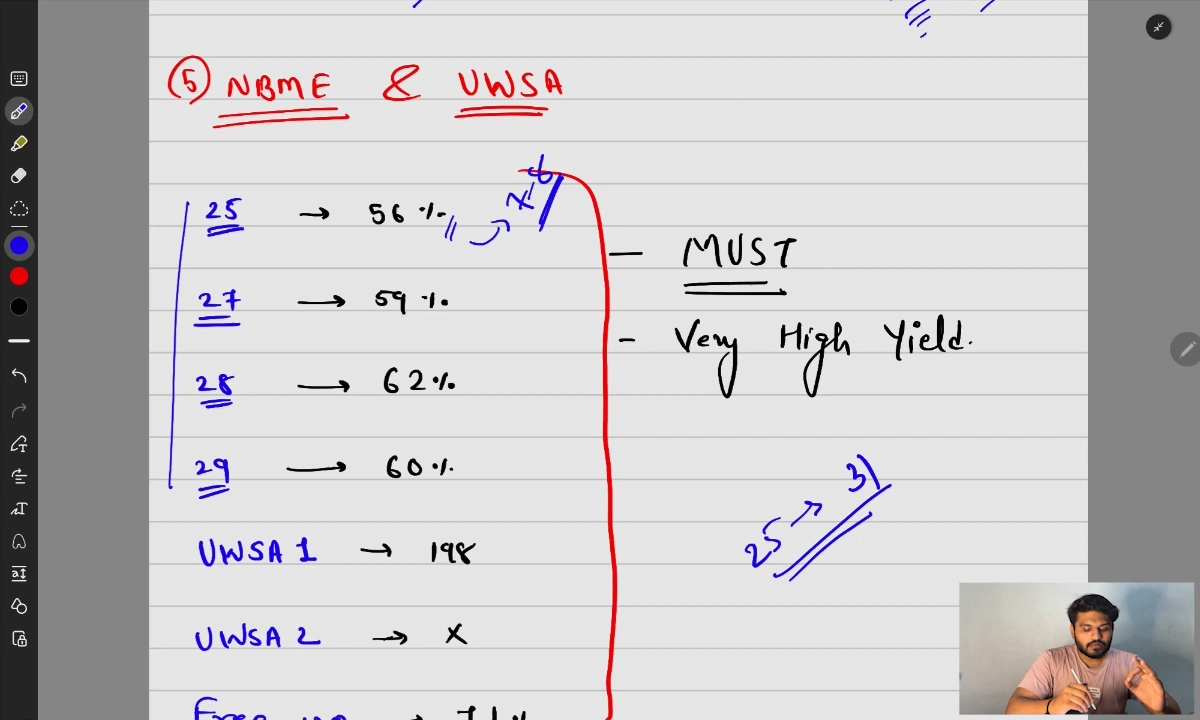 ⑤ NBME & UWSA
25 → 56 %
27 → 59 %
28 → 62 %
29 → 60 %
UWSA 1 → 198
UWSA 2 → X
- MUST
- Very High Yield.
25 → 31